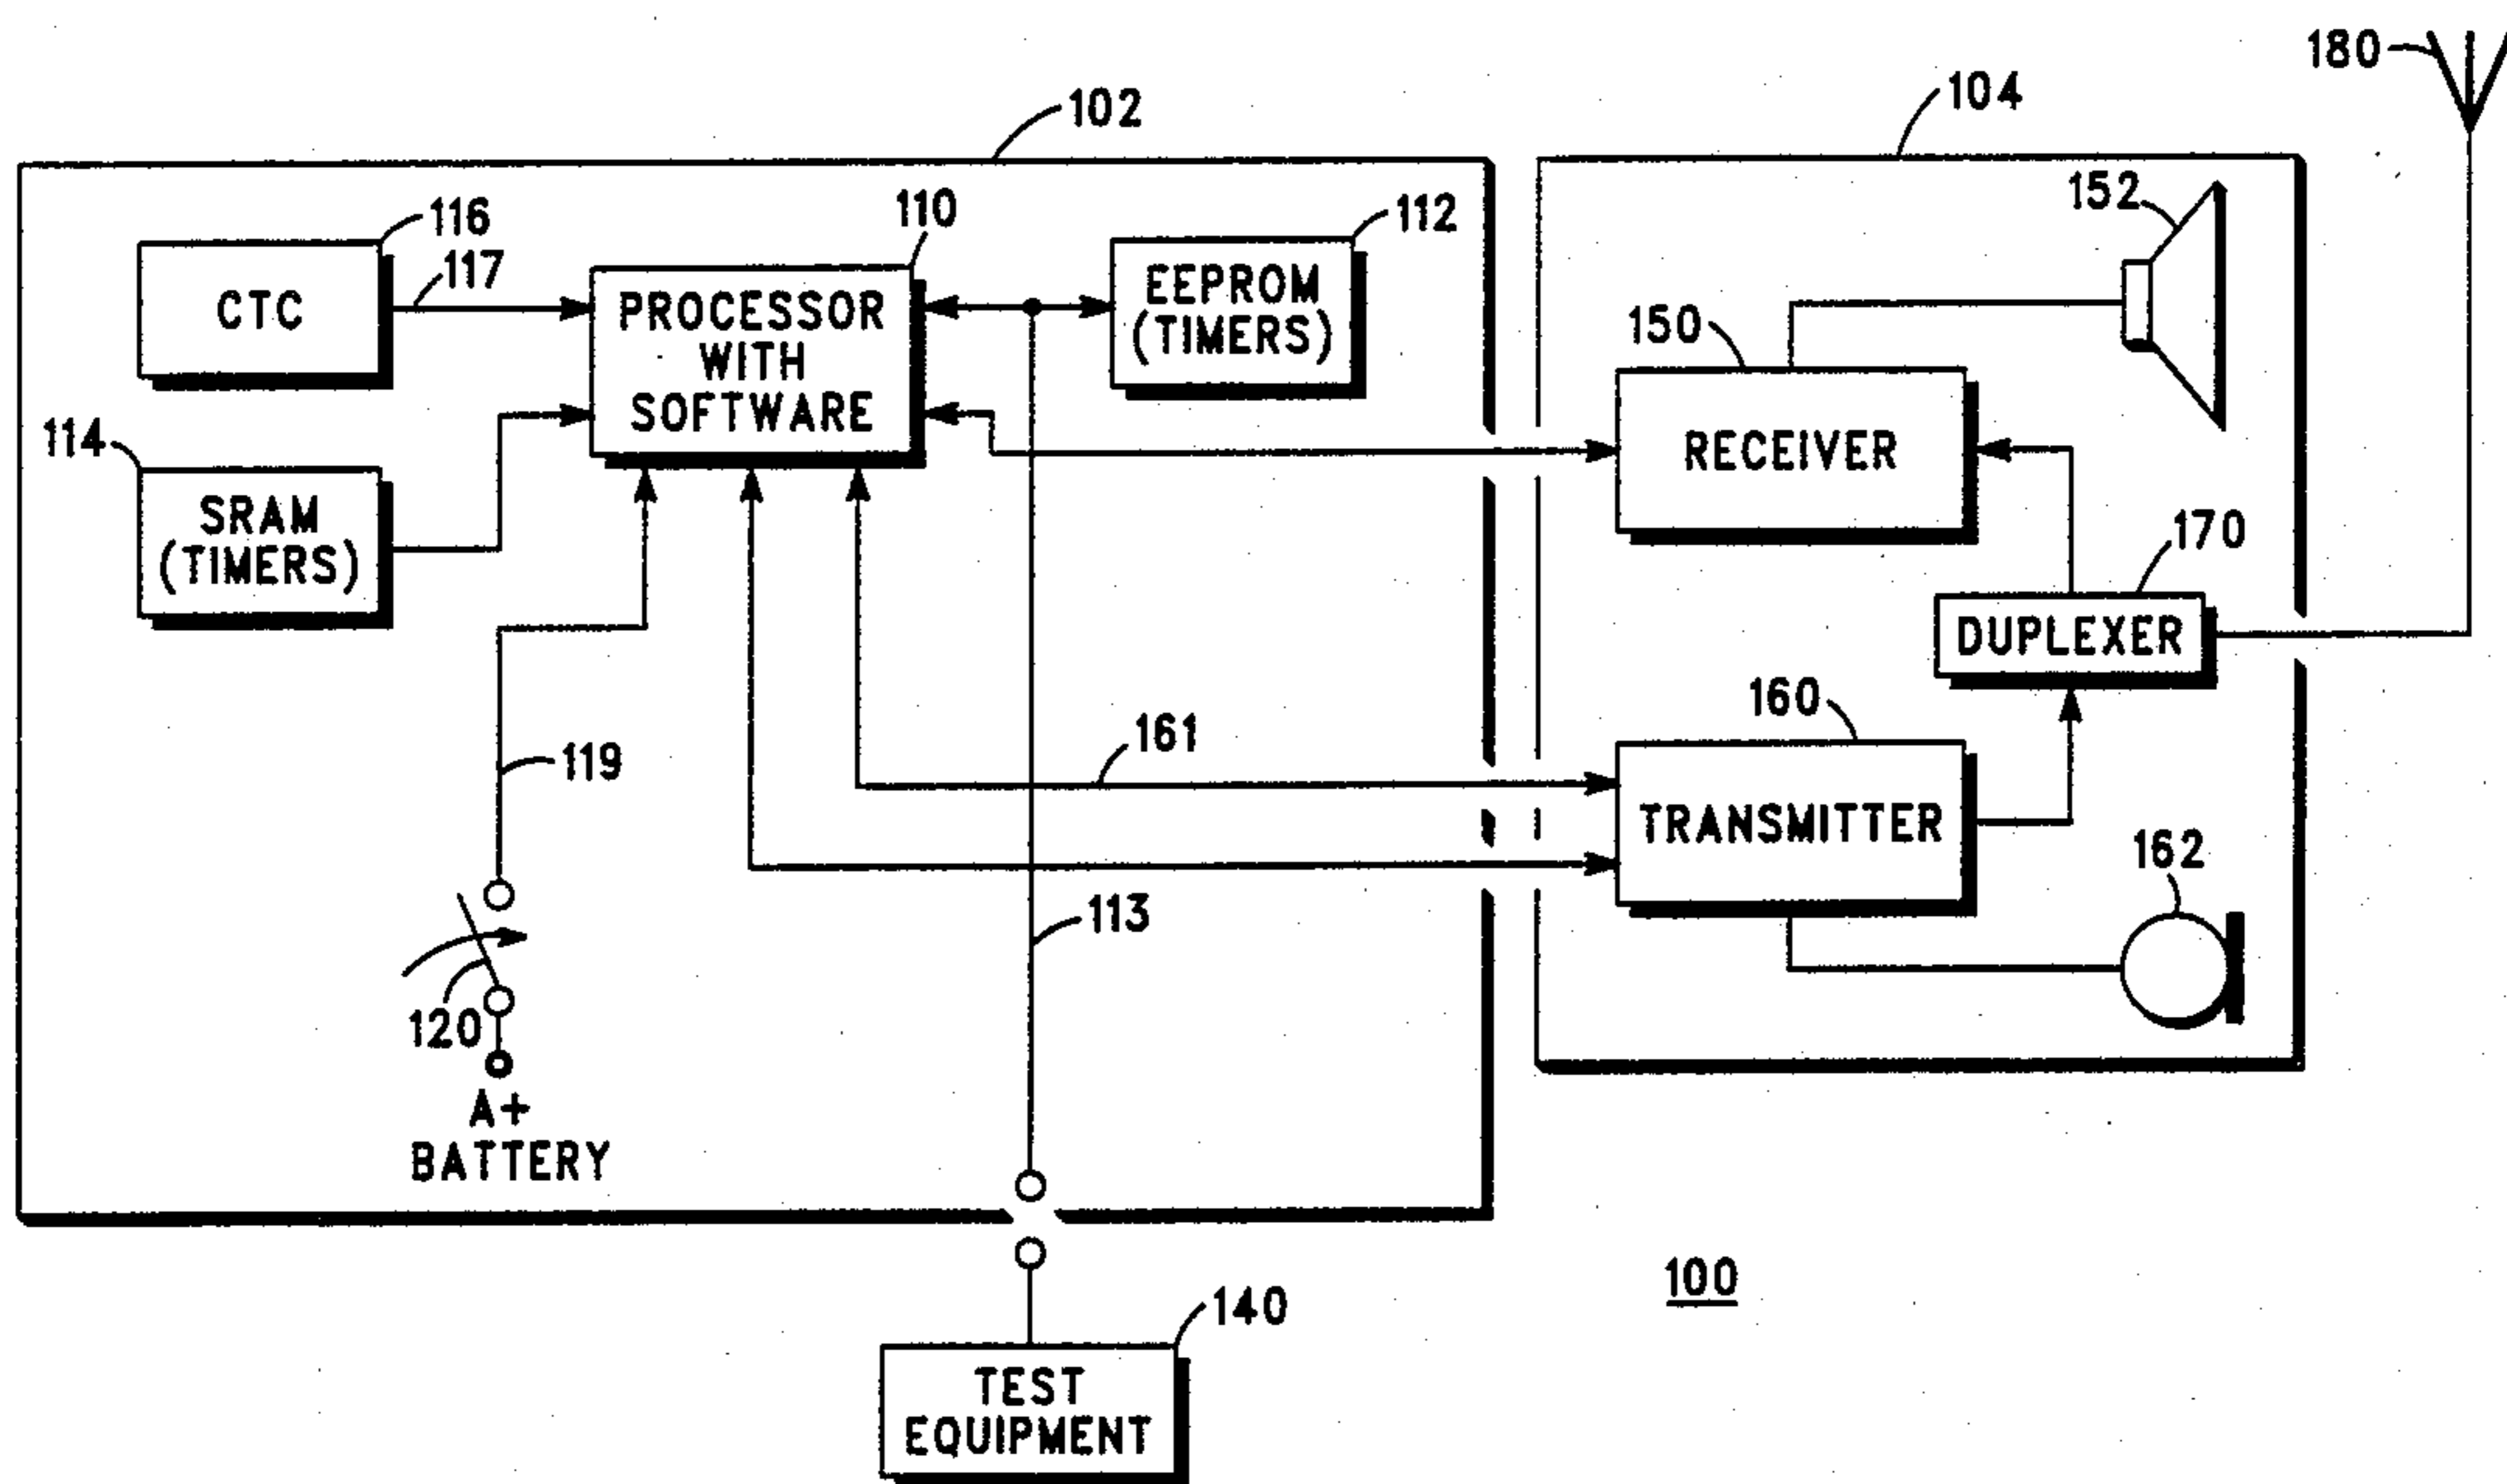 180
102
104
116
110
112
152
117
CTC
PROCESSOR
WITH
SOFTWARE
EEPROM
(TIMERS)
150
114
SRAM
(TIMERS)
RECEIVER
170
DUPLEXER
160
161
119
TRANSMITTER
162
113
120
A+
BATTERY
100
140
TEST
EQUIPMENT